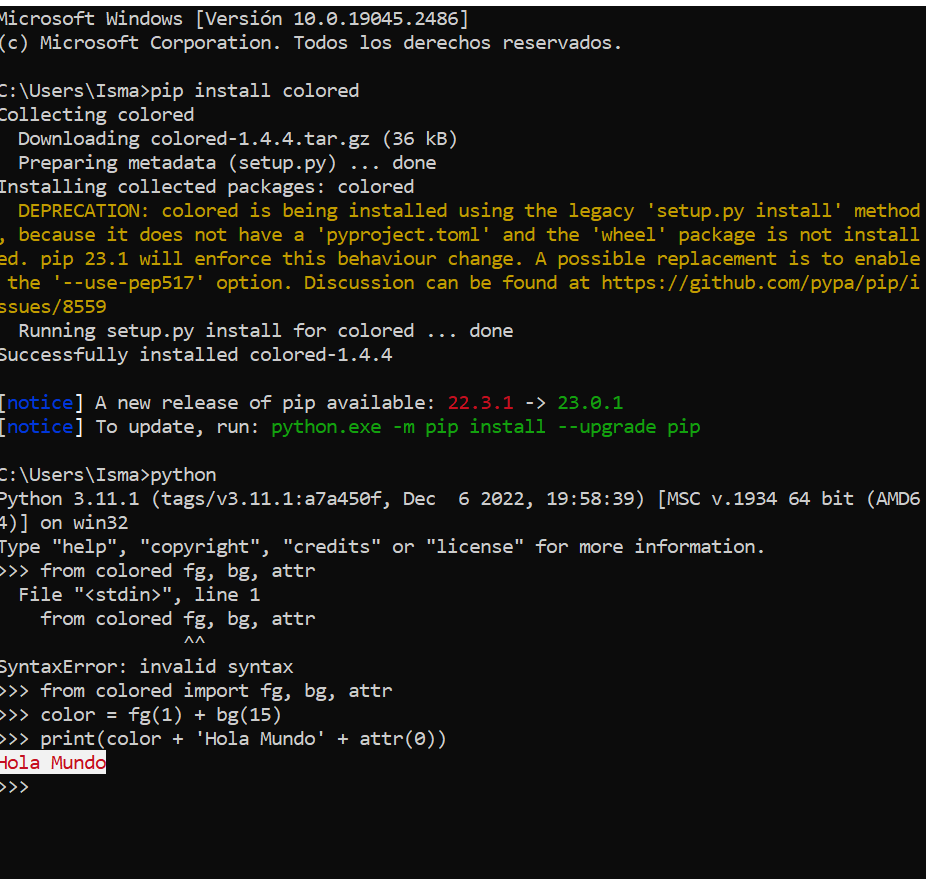 Microsoft Windows [Versión 10.0.19045.2486]
(c) Microsoft Corporation. Todos los derechos reservados.
C:\Users\Isma>pip install colored
Collecting colored
  Downloading colored-1.4.4.tar.gz (36 kB)
  Preparing metadata (setup.py) ... done
Installing collected packages: colored
  DEPRECATION: colored is being installed using the legacy 'setup.py install' method
, because it does not have a 'pyproject.toml' and the 'wheel' package is not install
ed. pip 23.1 will enforce this behaviour change. A possible replacement is to enable
 the '--use-pep517' option. Discussion can be found at https://github.com/pypa/pip/i
ssues/8559
  Running setup.py install for colored ... done
Successfully installed colored-1.4.4
[notice] A new release of pip available: 22.3.1 -> 23.0.1
[notice] To update, run: python.exe -m pip install --upgrade pip
C:\Users\Isma>python
Python 3.11.1 (tags/v3.11.1:a7a450f, Dec  6 2022, 19:58:39) [MSC v.1934 64 bit (AMD6
4)] on win32
Type "help", "copyright", "credits" or "license" for more information.
>>> from colored fg, bg, attr
  File "<stdin>", line 1
    from colored fg, bg, attr
                 ^^
SyntaxError: invalid syntax
>>> from colored import fg, bg, attr
>>> color = fg(1) + bg(15)
>>> print(color + 'Hola Mundo' + attr(0))
Hola Mundo
>>>